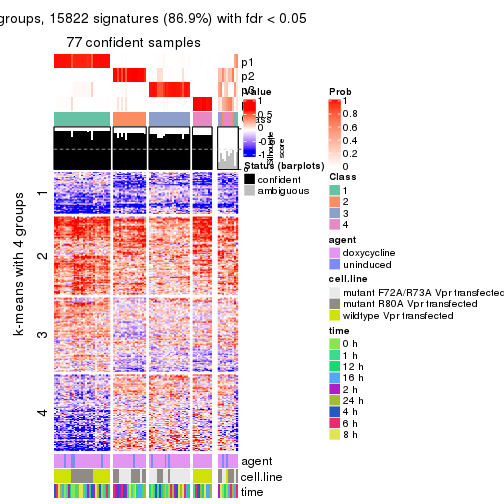 groups, 15822 signatures (86.9%) with fdr < 0.05
77 confident samples
p1
p2
Value
1
0.5
0
-0.5
-1
Silhouette
score
Status (barplots)
confident
ambiguous
k-means with 4 groups
1
2
3
4
agent
cell.line
time
Prob
1
0.8
0.6
0.4
0.2
0
Class
1
2
3
4
agent
doxycycline
uninduced
cell.line
mutant F72A/R73A Vpr transfected
mutant R80A Vpr transfected
wildtype Vpr transfected
time
0 h
1 h
12 h
16 h
2 h
24 h
4 h
6 h
8 h